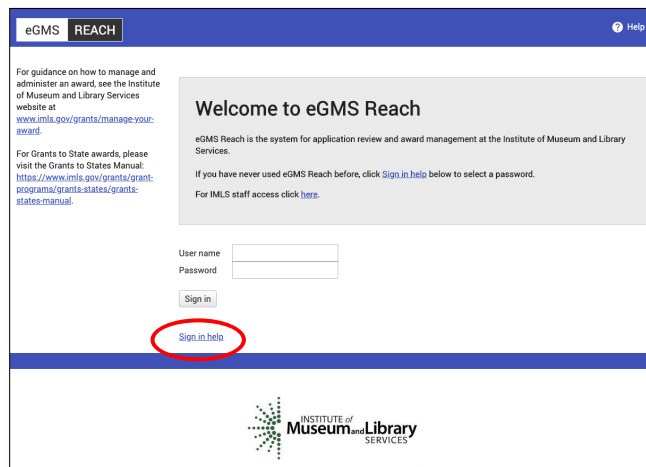 eGMS REACH
? Help
For guidance on how to manage and
administer an award, see the Institute
of Museum and Library Services
website at
www.imls.gov/grants/manage-your-
award.
For Grants to State awards, please
visit the Grants to States Manual:
https://www.imls.gov/grants/grant-
programs/grants-states/grants-
states-manual.
Welcome to eGMS Reach
eGMS Reach is the system for application review and award management at the Institute of Museum and Library
Services.
If you have never used eGMS Reach before, click Sign in help below to select a password.
For IMLS staff access click here.
User name
Password
Sign in
Sign in help
INSTITUTE of
MuseumandLibrary
SERVICES